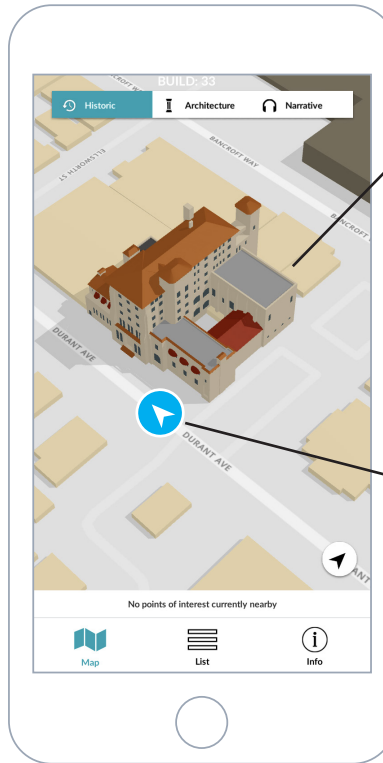 BUILD: 33
Historic
Architecture
Narrative
BANCROFT WAY
ELLSWORTH ST
BANCROFT
DURANT AVE
DURANT AVE
ANT
No points of interest currently nearby
Map
List
Info